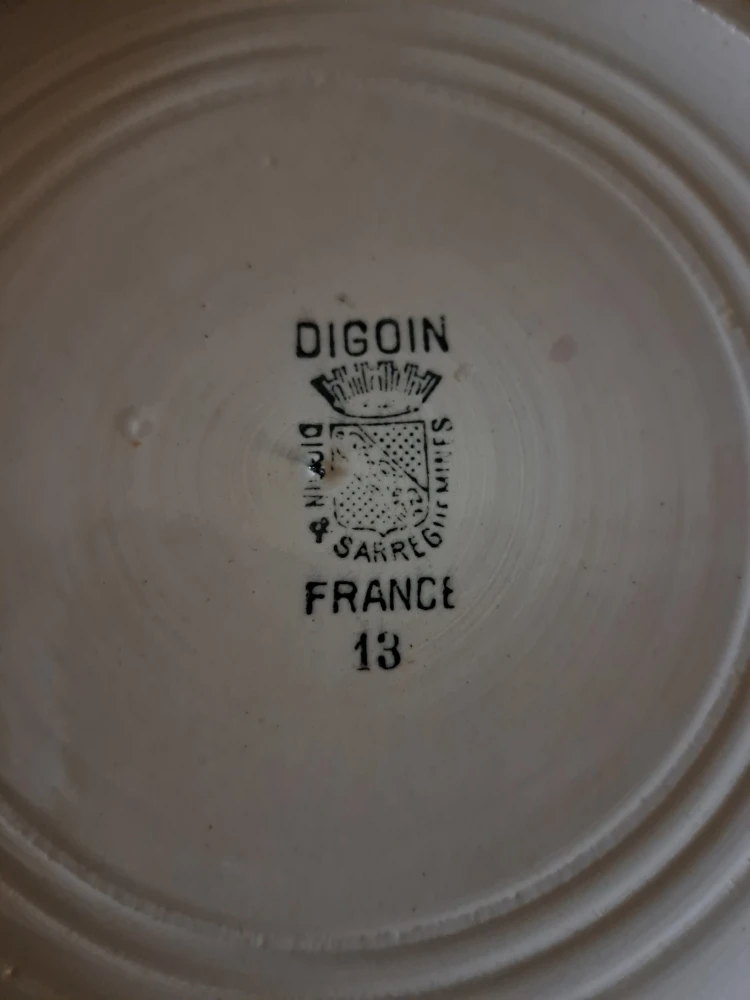 DIGOIN
DIGOIN & SARREGUEMINES
FRANCE
13